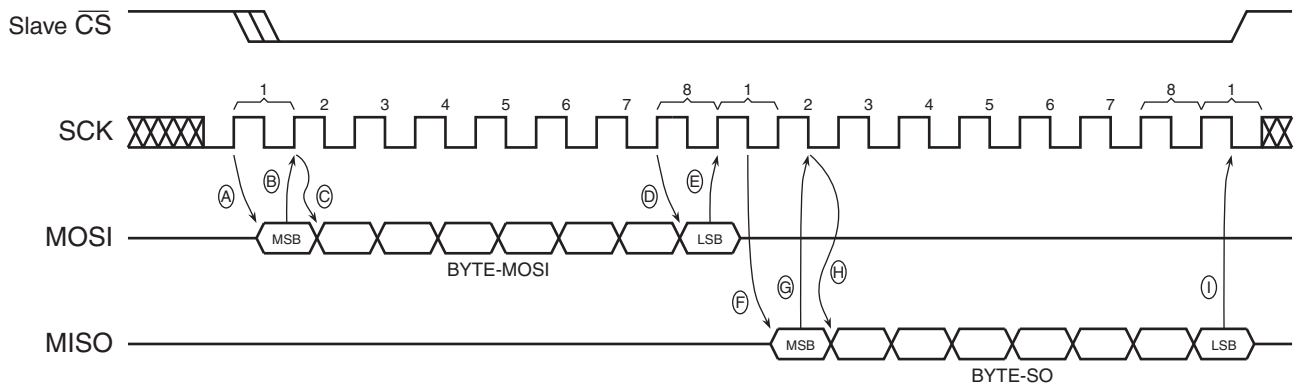 Slave CS
1 2 3 4 5 6 7 8 1 2 3 4 5 6 7 8 1
SCK
A B C D E
MOSI MSB LSB
BYTE-MOSI
F G H I
MISO MSB LSB
BYTE-SO